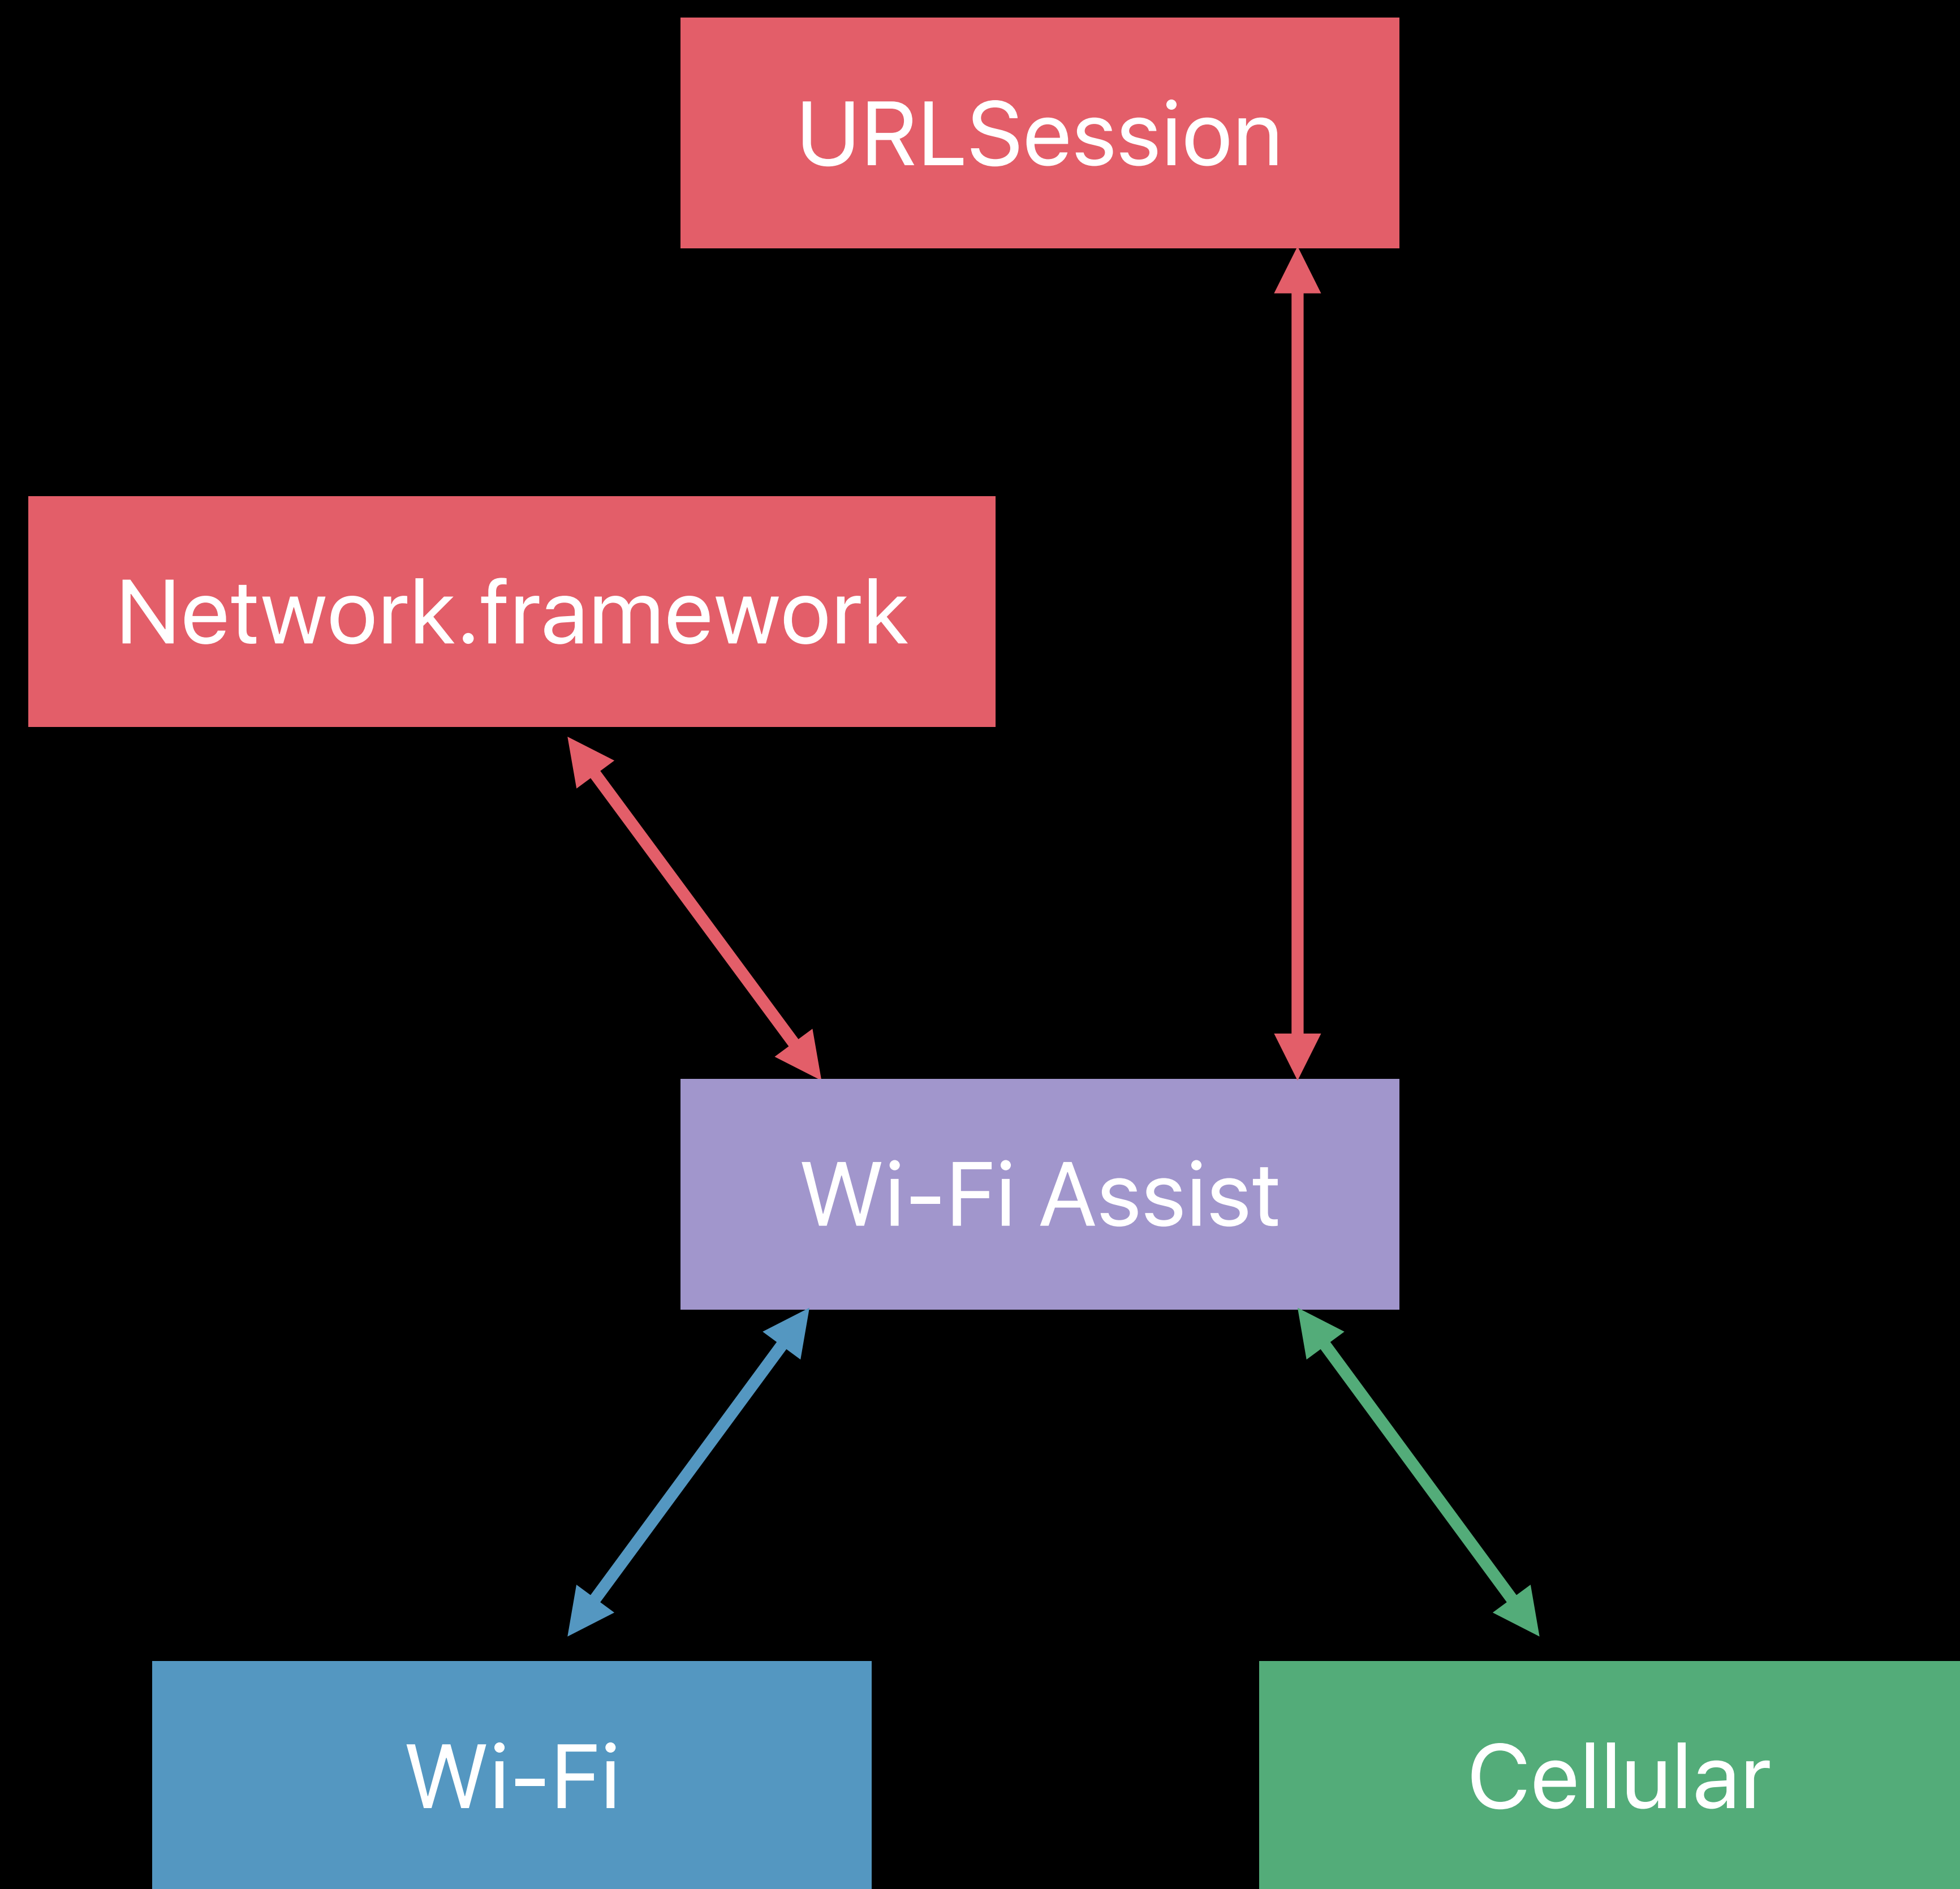 URLSession
Network.framework
Wi-Fi Assist
Wi-Fi
Cellular